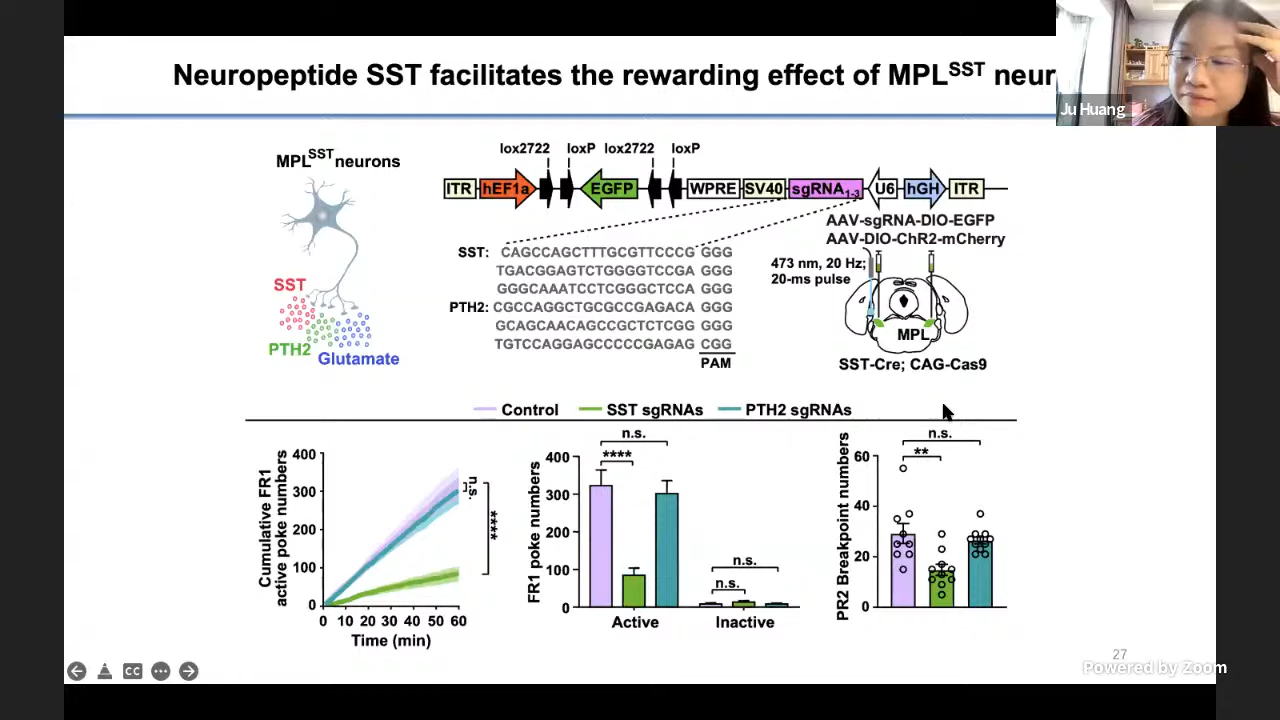 Neuropeptide SST facilitates the rewarding effect of MPLSST neur
Ju Huang
MPLSST neurons
SST
PTH2
Glutamate
lox2722 loxP lox2722 loxP
ITR hEF1a EGFP WPRE SV40 sgRNA1-3 U6 hGH ITR
AAV-sgRNA-DIO-EGFP
AAV-DIO-ChR2-mCherry
SST: CAGCCAGCTTTGCGTTCCCG GGG
TGACGGAGTCTGGGGTCCGA GGG
GGGCAAATCCTCGGGCTCCA GGG
PTH2: CGCCAGGCTGCGCCGAGACA GGG
GCAGCAACAGCCGCTCTCGG GGG
TGTCCAGGAGCCCCCGAGAG CGG
PAM
473 nm, 20 Hz;
20-ms pulse
MPL
SST-Cre; CAG-Cas9
Control SST sgRNAs PTH2 sgRNAs
Cumulative FR1
active poke numbers
400
300
200
100
0
0 10 20 30 40 50 60
Time (min)
n.s.
****
FR1 poke numbers
400
300
200
100
0
n.s.
****
n.s.
n.s.
Active Inactive
PR2 Breakpoint numbers
60
40
20
0
n.s.
**
27
Powered by Zoom
CC